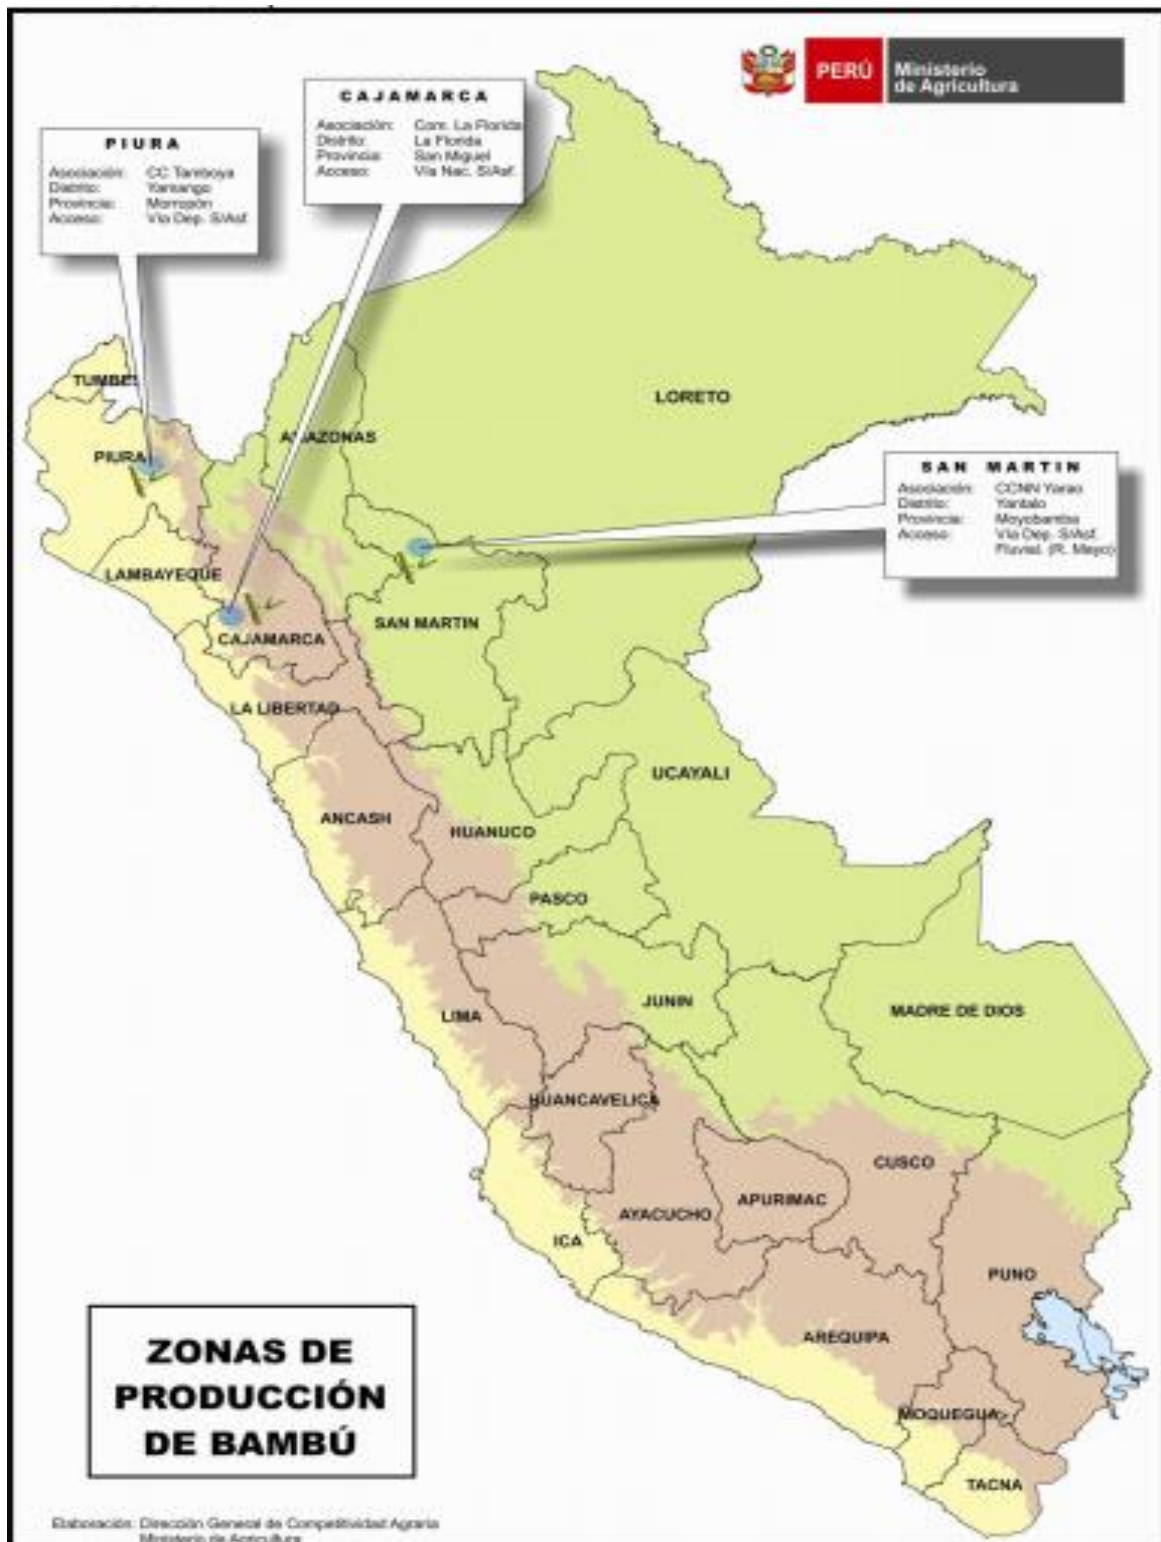 PERÚ
Ministerio
de Agricultura
CAJAMARCA
Asociación: Com. La Florida
Distrito: La Florida
Provincia: San Miguel
Acceso: Vía Nac. S/Asf.
PIURA
Asociación: CC Tamboya
Distrito: Yamango
Provincia: Morropón
Acceso: Vía Dep. S/Asf
TUMBES
LORETO
AMAZONAS
PIURA
SAN MARTIN
Asociación: CCNN Yarao
Distrito: Yantalo
Provincia: Moyobamba
Acceso: Vía Dep. S/Asf
Fluvial. (R. Mayo)
LAMBAYEQUE
SAN MARTIN
CAJAMARCA
LA LIBERTAD
UCAYALI
ANCASH
HUANUCO
PASCO
JUNIN
MADRE DE DIOS
LIMA
HUANCAVELICA
CUSCO
APURIMAC
AYACUCHO
ICA
PUNO
AREQUIPA
MOQUEGUA
TACNA
ZONAS DE
PRODUCCIÓN
DE BAMBÚ
Elaboración: Dirección General de Competitividad Agraria
Ministerio de Agricultura